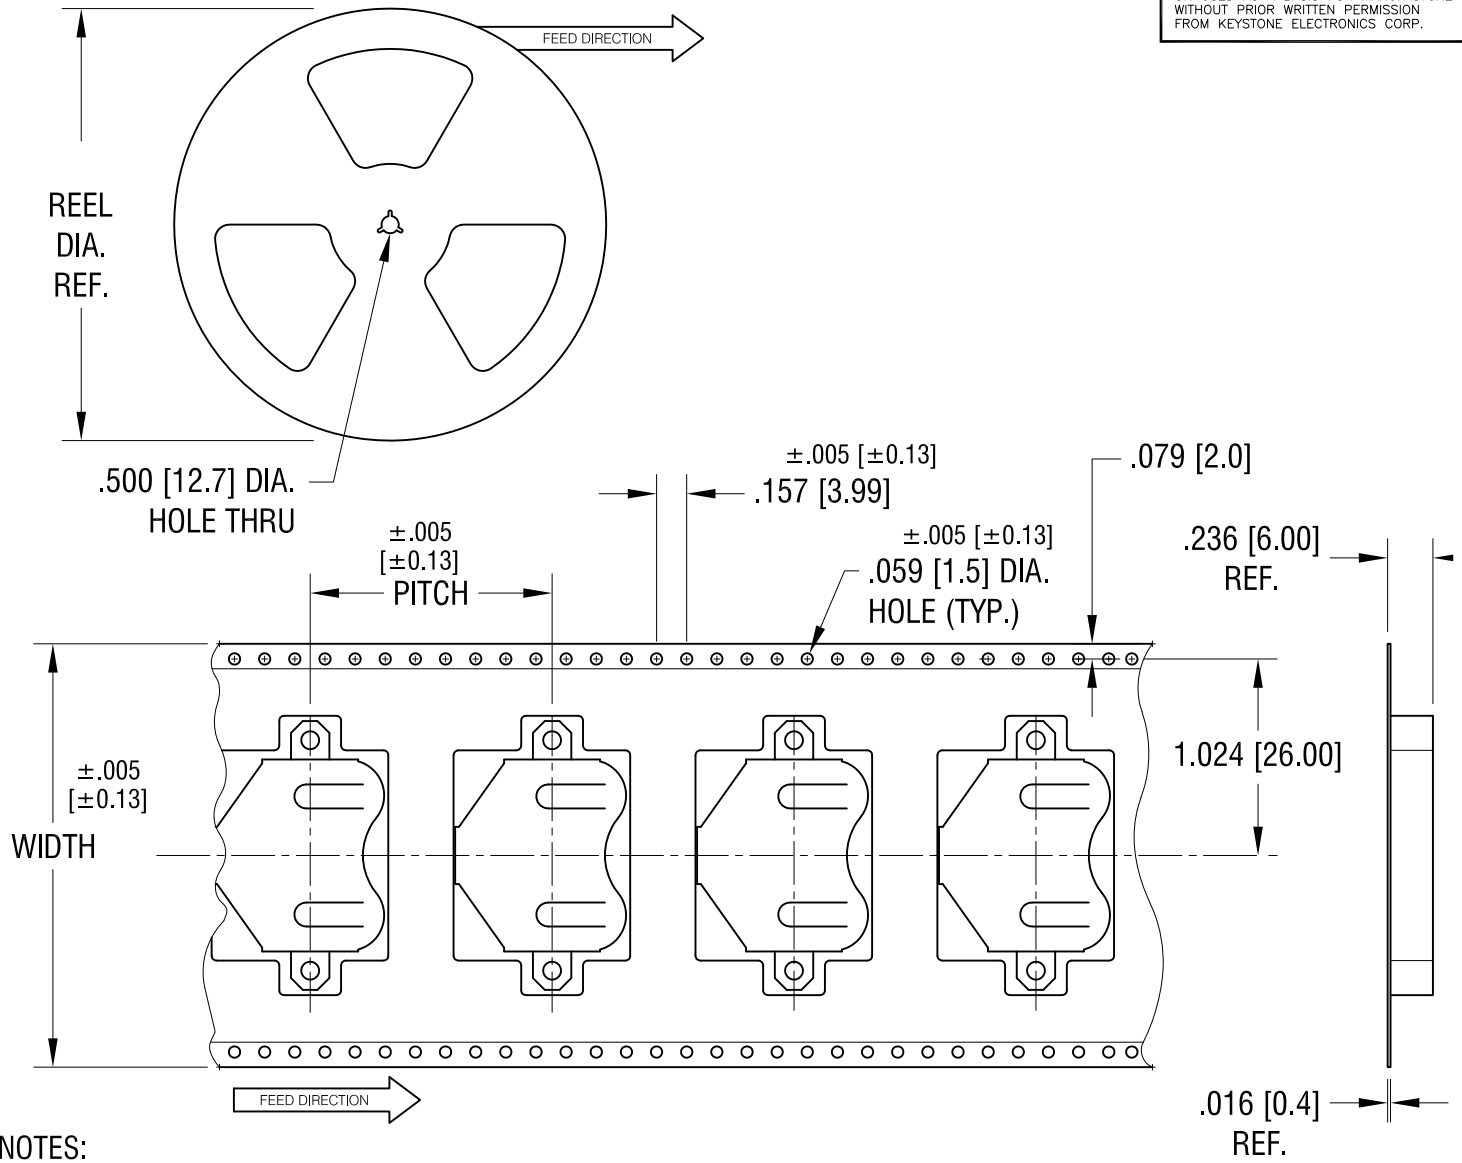 WITHOUT PRIOR WRITTEN PERMISSION
FROM KEYSTONE ELECTRONICS CORP.
FEED DIRECTION
REEL
DIA.
REF.
.500 [12.7] DIA.
HOLE THRU
±.005 [±0.13]
.157 [3.99]
.079 [2.0]
±.005
[±0.13]
PITCH
±.005 [±0.13]
.059 [1.5] DIA.
HOLE (TYP.)
.236 [6.00]
REF.
±.005
[±0.13]
WIDTH
1.024 [26.00]
FEED DIRECTION
.016 [0.4]
REF.
NOTES: